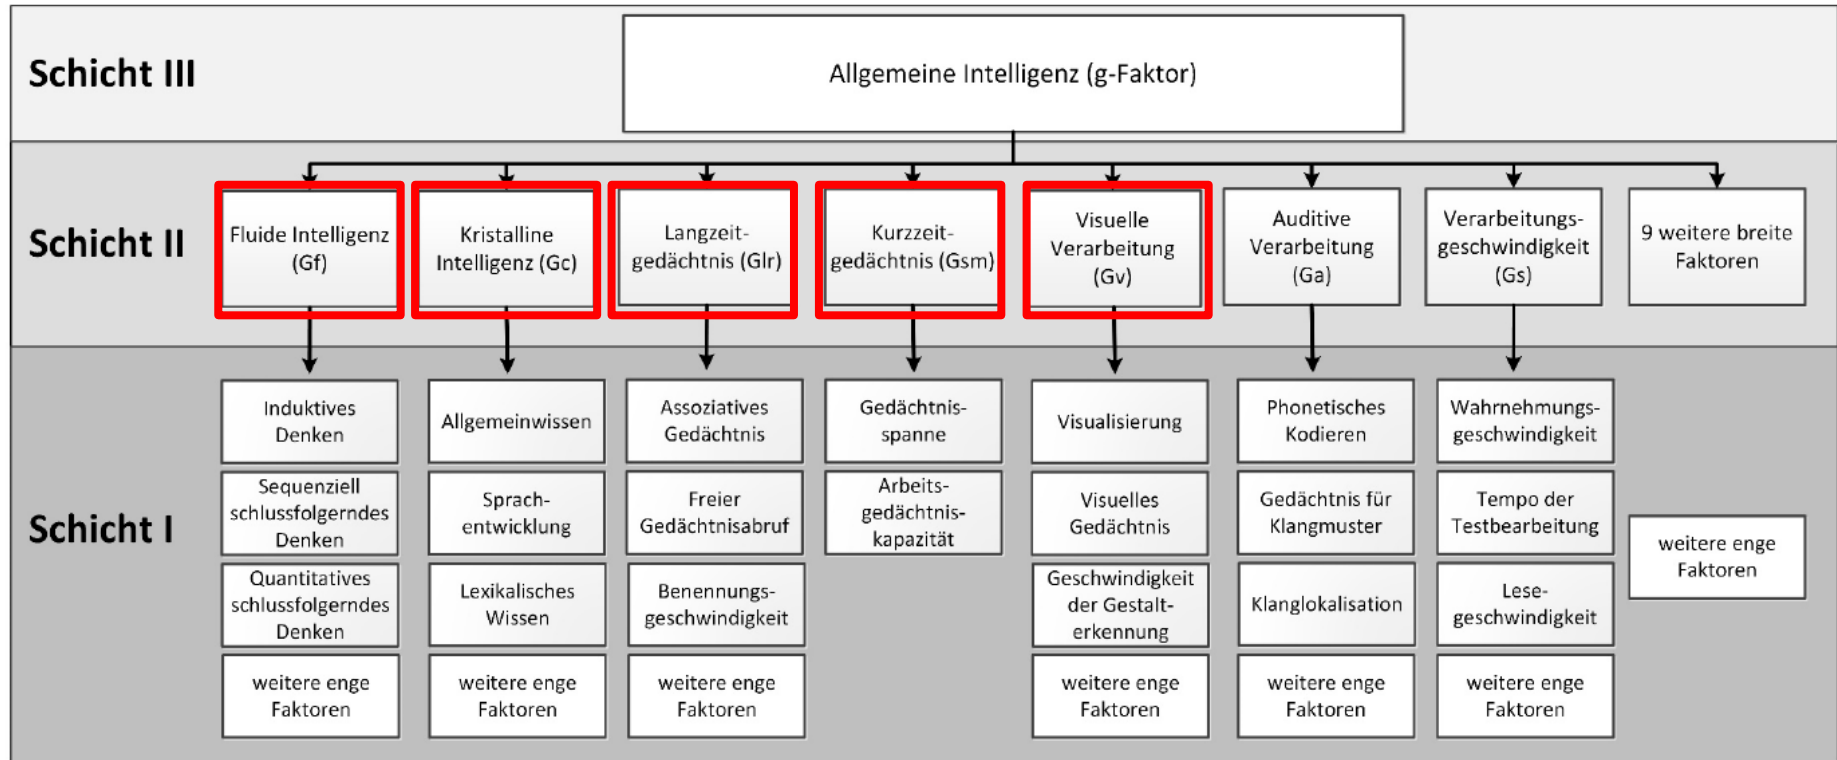 Schicht III
Allgemeine Intelligenz (g-Faktor)
Schicht II
Fluide Intelligenz
(Gf)
Kristalline
Intelligenz (Gc)
Langzeit-
gedächtnis (Glr)
Kurzzeit-
gedächtnis (Gsm)
Visuelle
Verarbeitung
(Gv)
Auditive
Verarbeitung
(Ga)
Verarbeitungs-
geschwindigkeit
(Gs)
9 weitere breite
Faktoren
Schicht I
Induktives
Denken
Sequenziell
schlussfolgerndes
Denken
Quantitatives
schlussfolgerndes
Denken
weitere enge
Faktoren
Allgemeinwissen
Sprach-
entwicklung
Lexikalisches
Wissen
weitere enge
Faktoren
Assoziatives
Gedächtnis
Freier
Gedächtnisabruf
Benennungs-
geschwindigkeit
weitere enge
Faktoren
Gedächtnis-
spanne
Arbeits-
gedächtnis-
kapazität
Visualisierung
Visuelles
Gedächtnis
Geschwindigkeit
der Gestalt-
erkennung
weitere enge
Faktoren
Phonetisches
Kodieren
Gedächtnis für
Klangmuster
Klanglokalisation
weitere enge
Faktoren
Wahrnehmungs-
geschwindigkeit
Tempo der
Testbearbeitung
Lese-
geschwindigkeit
weitere enge
Faktoren
weitere enge
Faktoren